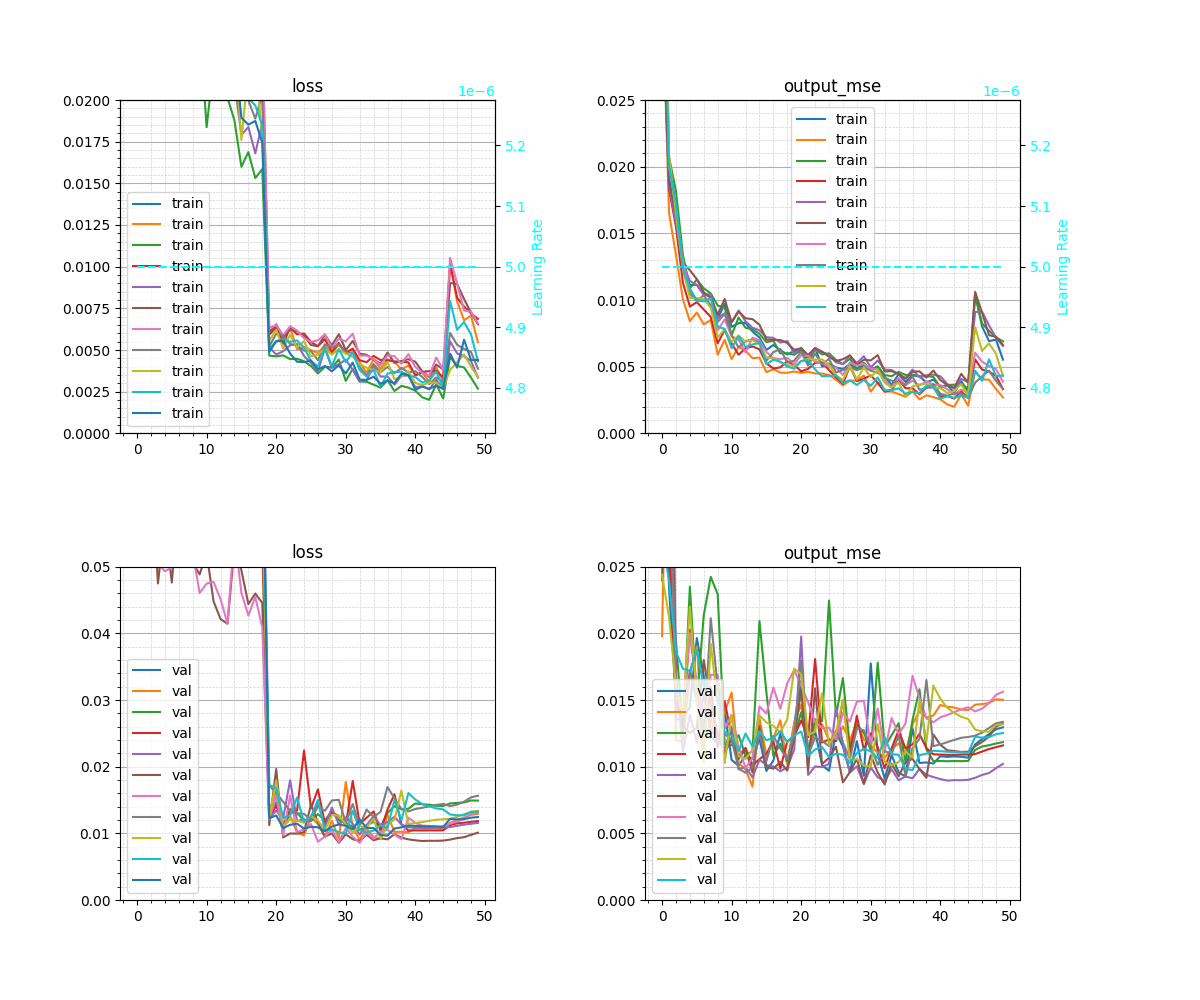 loss
1e−6
0.0200
0.0175
0.0150
0.0125
0.0100
0.0075
0.0050
0.0025
0.0000
train
train
train
train
train
train
train
train
train
train
train
5.2
5.1
5.0
4.9
4.8
Learning Rate
0 10 20 30 40 50
output_mse
1e−6
0.025
0.020
0.015
0.010
0.005
0.000
train
train
train
train
train
train
train
train
train
train
5.2
5.1
5.0
4.9
4.8
Learning Rate
0 10 20 30 40 50
loss
0.05
0.04
0.03
0.02
0.01
0.00
val
val
val
val
val
val
val
val
val
val
val
0 10 20 30 40 50
output_mse
0.025
0.020
0.015
0.010
0.005
0.000
val
val
val
val
val
val
val
val
val
val
0 10 20 30 40 50